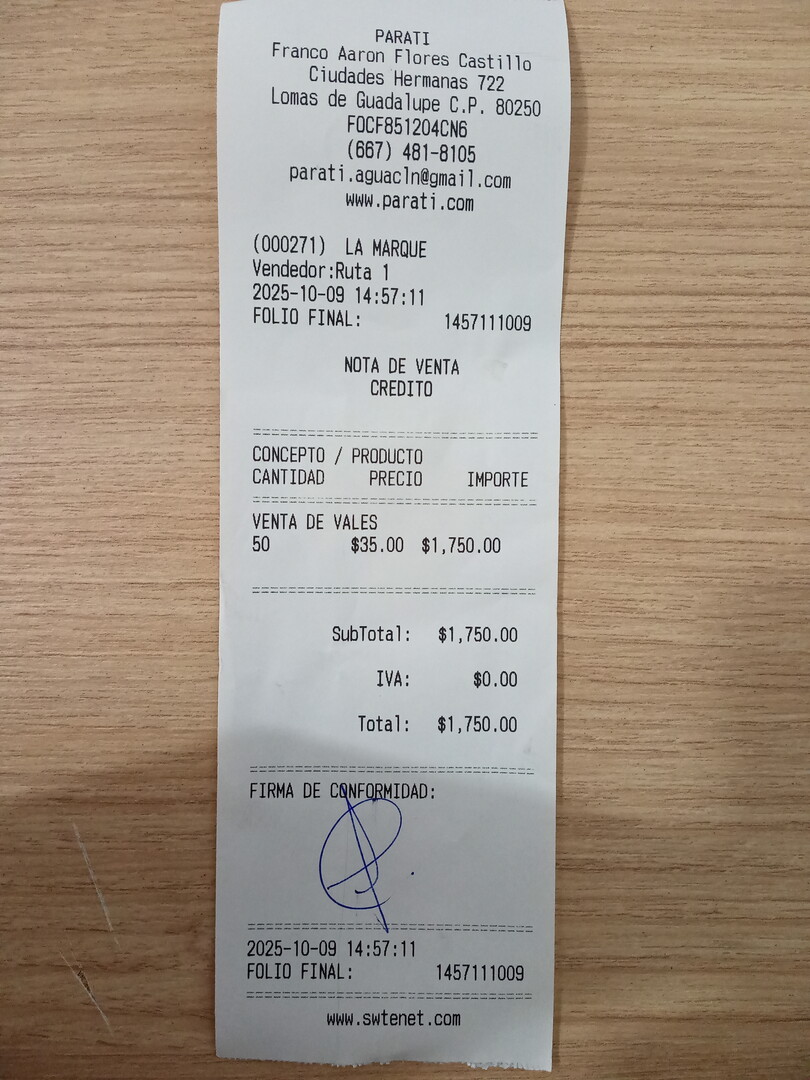 PARATI
Franco Aaron Flores Castillo
Ciudades Hermanas 722
Lomas de Guadalupe C.P. 80250
FOCF851204CN6
(667) 481-8105
parati.aguacln@gmail.com
www.parati.com
(000271) LA MARQUE
Vendedor:Ruta 1
2025-10-09 14:57:11
FOLIO FINAL: 1457111009
NOTA DE VENTA
CREDITO
CONCEPTO / PRODUCTO
CANTIDAD PRECIO IMPORTE
VENTA DE VALES
50 $35.00 $1,750.00
SubTotal: $1,750.00
IVA: $0.00
Total: $1,750.00
FIRMA DE CONFORMIDAD:
2025-10-09 14:57:11
FOLIO FINAL: 1457111009
www.swtenet.com